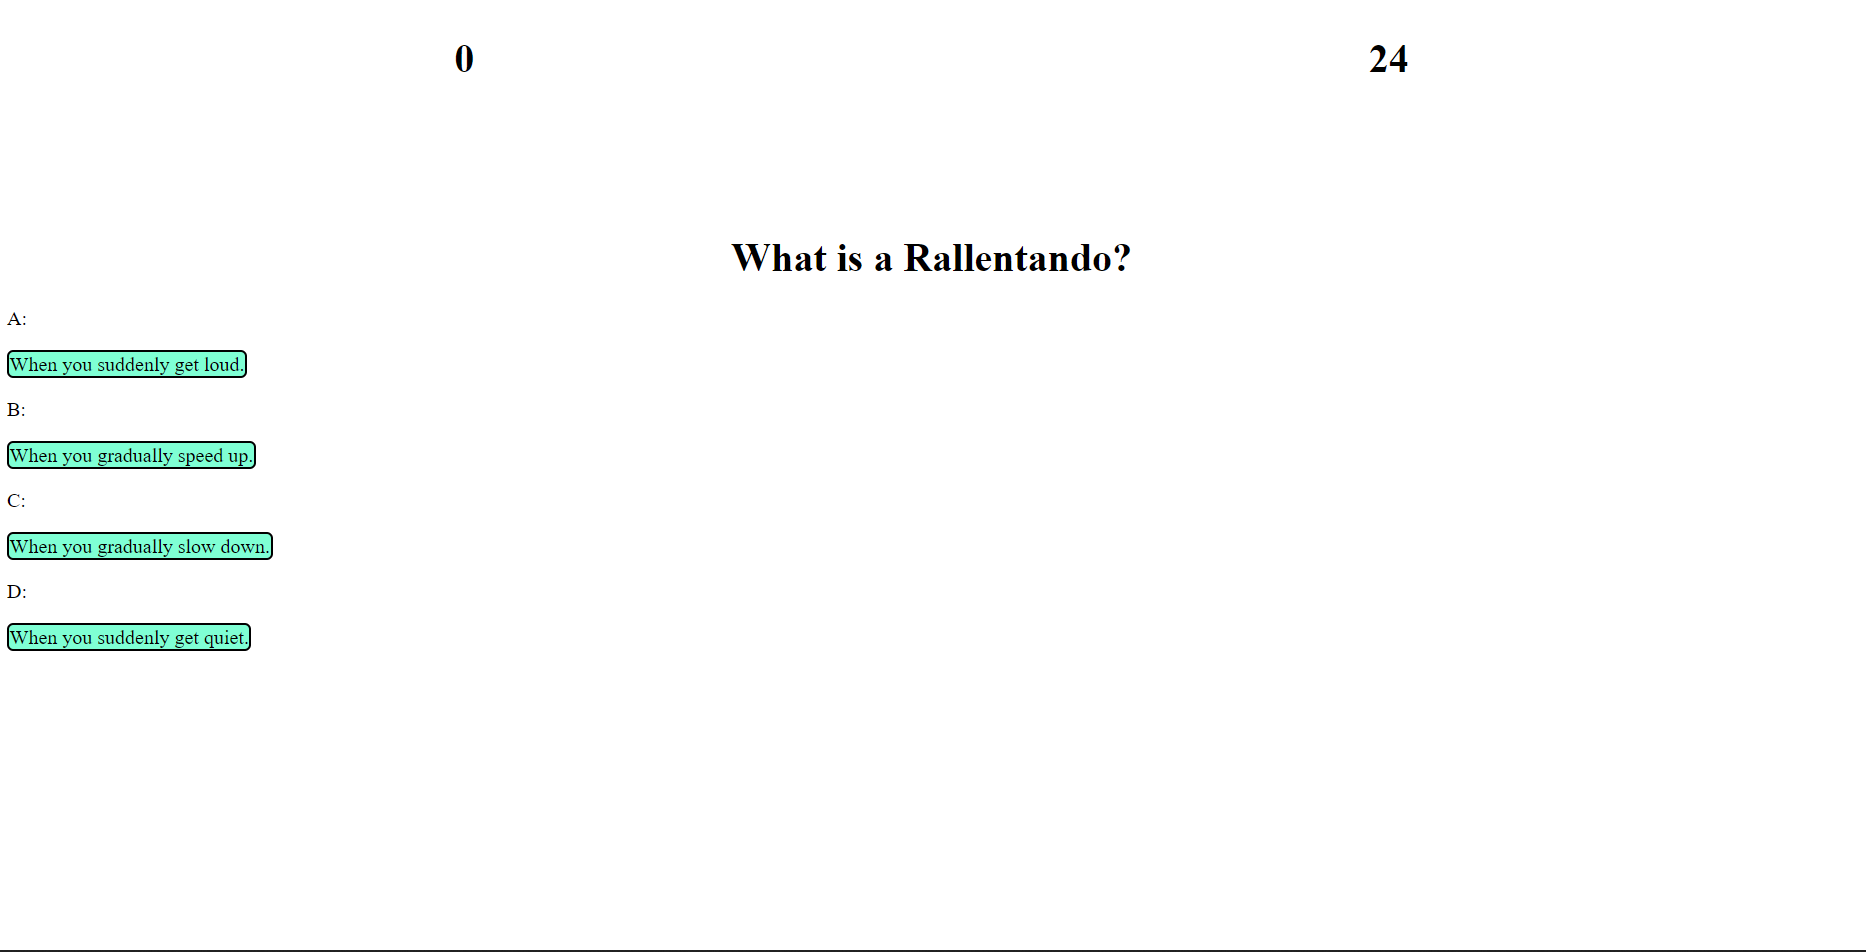 0 24
What is a Rallentando?
A:
When you suddenly get loud.
B:
When you gradually speed up.
C:
When you gradually slow down.
D:
When you suddenly get quiet.